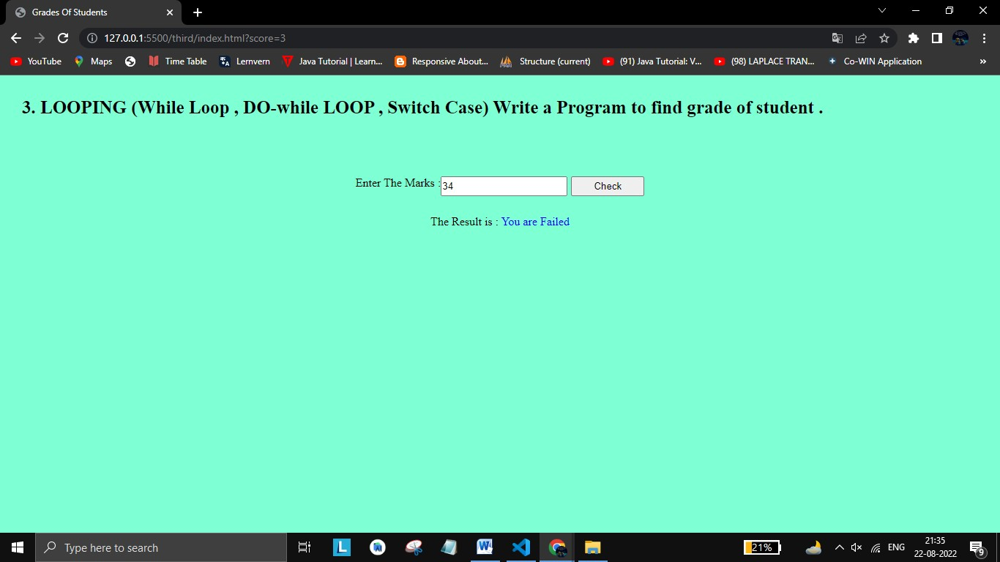 Grades Of Students
127.0.0.1:5500/third/index.html?score=3
YouTube Maps Time Table Lernvern Java Tutorial | Learn... Responsive About... Structure (current) (91) Java Tutorial: V... (98) LAPLACE TRAN... Co-WIN Application »
3. LOOPING (While Loop , DO-while LOOP , Switch Case) Write a Program to find grade of student .
Enter The Marks : 34 Check
The Result is : You are Failed
Type here to search L W 21% ENG 21:35
22-08-2022 9